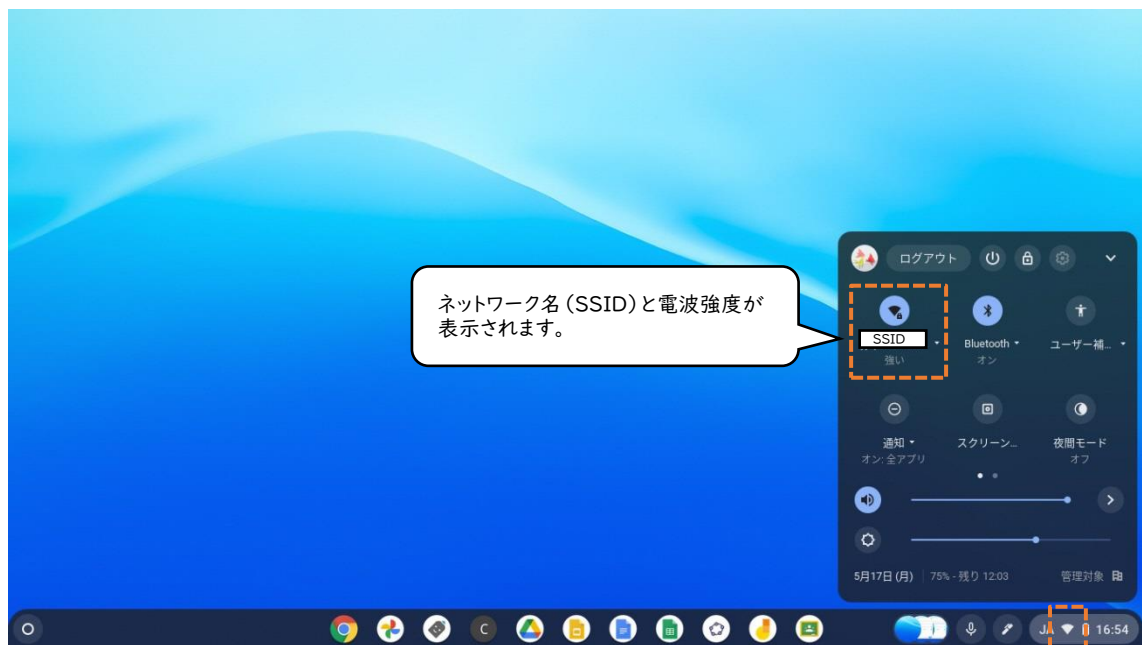 ログアウト
ネットワーク名（SSID）と電波強度が
表示されます。
SSID
強い
Bluetooth
オン
ユーザー補…
通知
オン: 全アプリ
スクリーン…
夜間モード
オフ
5月17日 (月)
75% - 残り 12:03
管理対象
C
JA
16:54